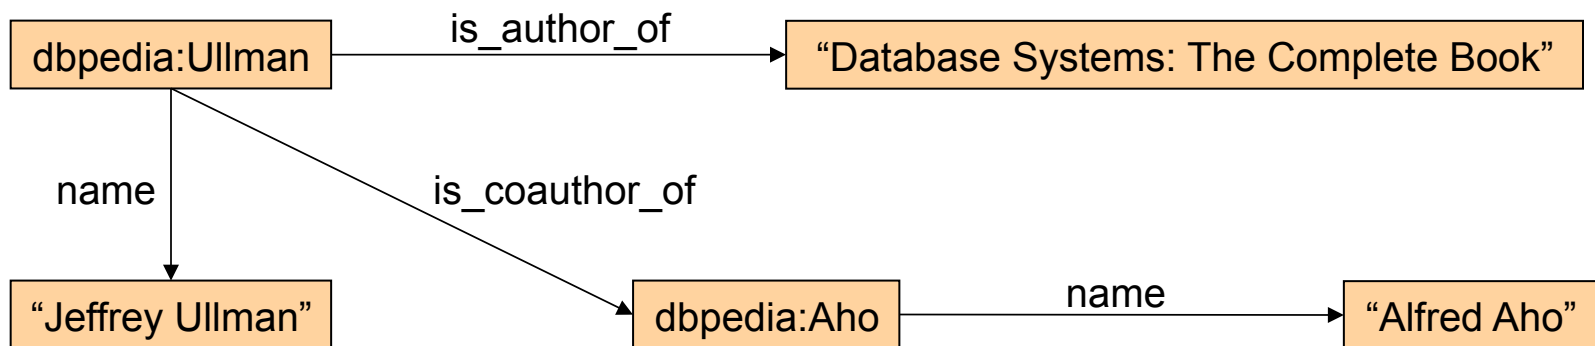 is_author_of
dbpedia:Ullman
“Database Systems: The Complete Book”
name
is_coauthor_of
“Jeffrey Ullman”
dbpedia:Aho
name
“Alfred Aho”